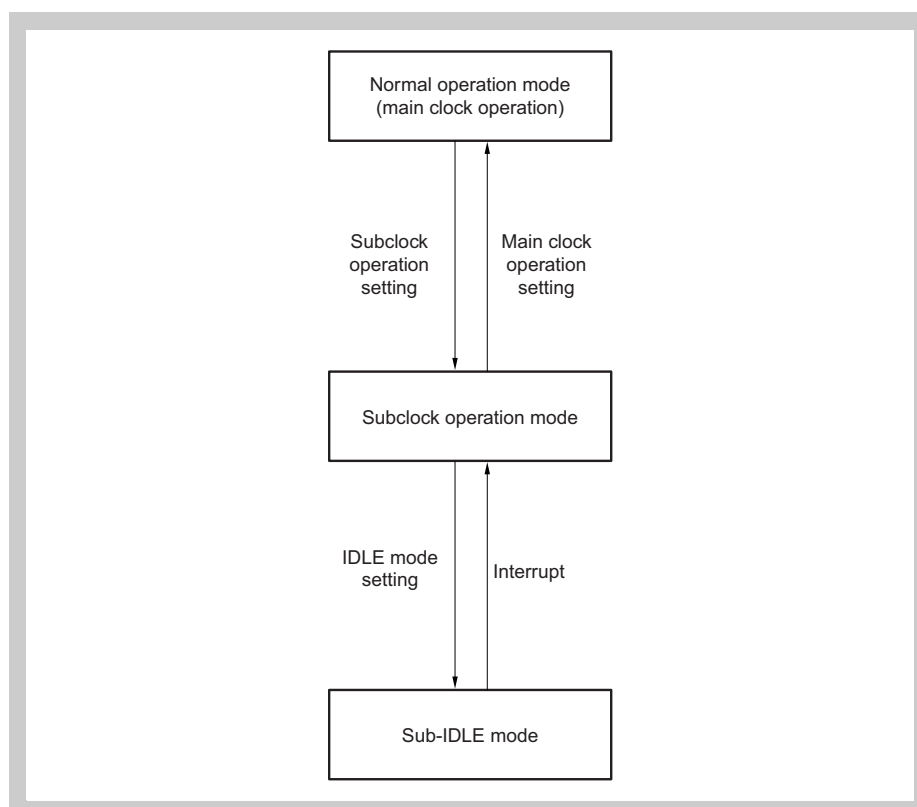 Normal operation mode
(main clock operation)
Subclock
operation
setting
Main clock
operation
setting
Subclock operation mode
IDLE mode
setting
Interrupt
Sub-IDLE mode